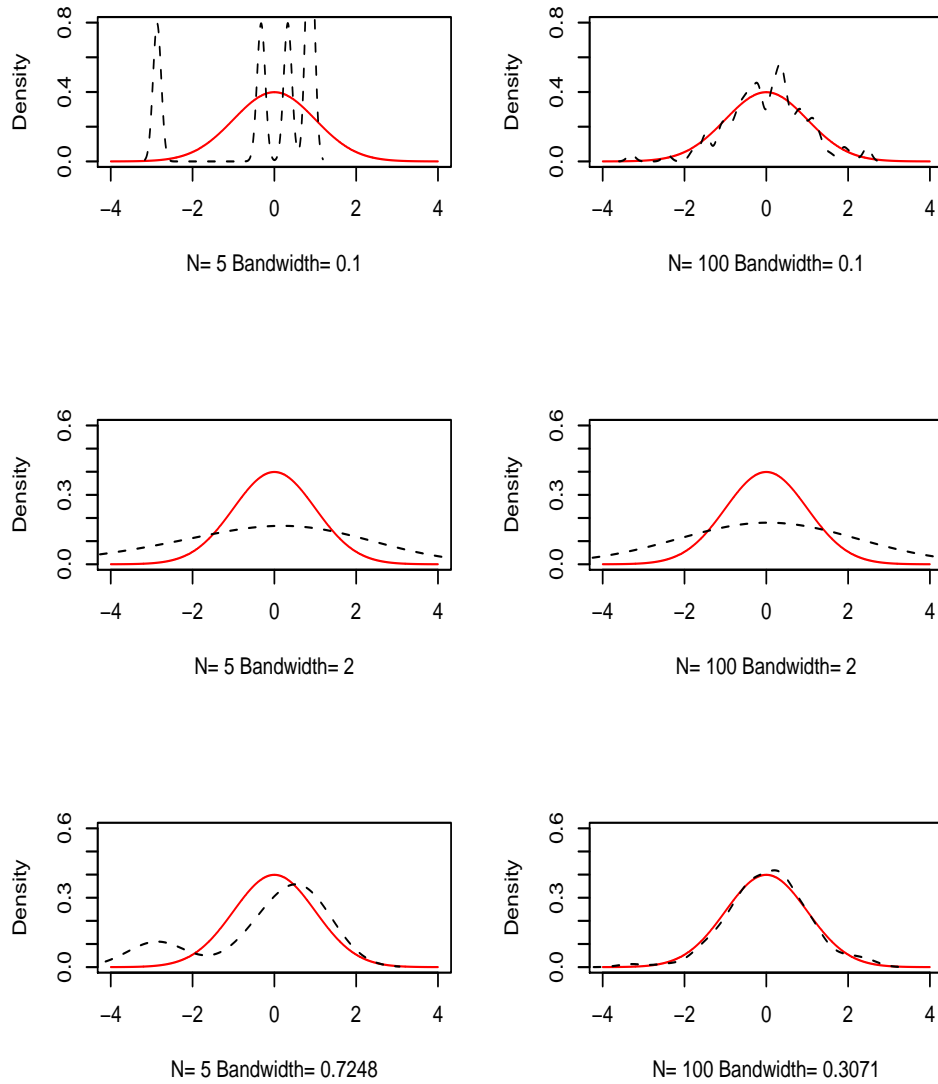 Density
0.0 0.4 0.8
−4 −2 0 2 4
N= 5 Bandwidth= 0.1
Density
0.0 0.4 0.8
−4 −2 0 2 4
N= 100 Bandwidth= 0.1
Density
0.0 0.3 0.6
−4 −2 0 2 4
N= 5 Bandwidth= 2
Density
0.0 0.3 0.6
−4 −2 0 2 4
N= 100 Bandwidth= 2
Density
0.0 0.3 0.6
−4 −2 0 2 4
N= 5 Bandwidth= 0.7248
Density
0.0 0.3 0.6
−4 −2 0 2 4
N= 100 Bandwidth= 0.3071